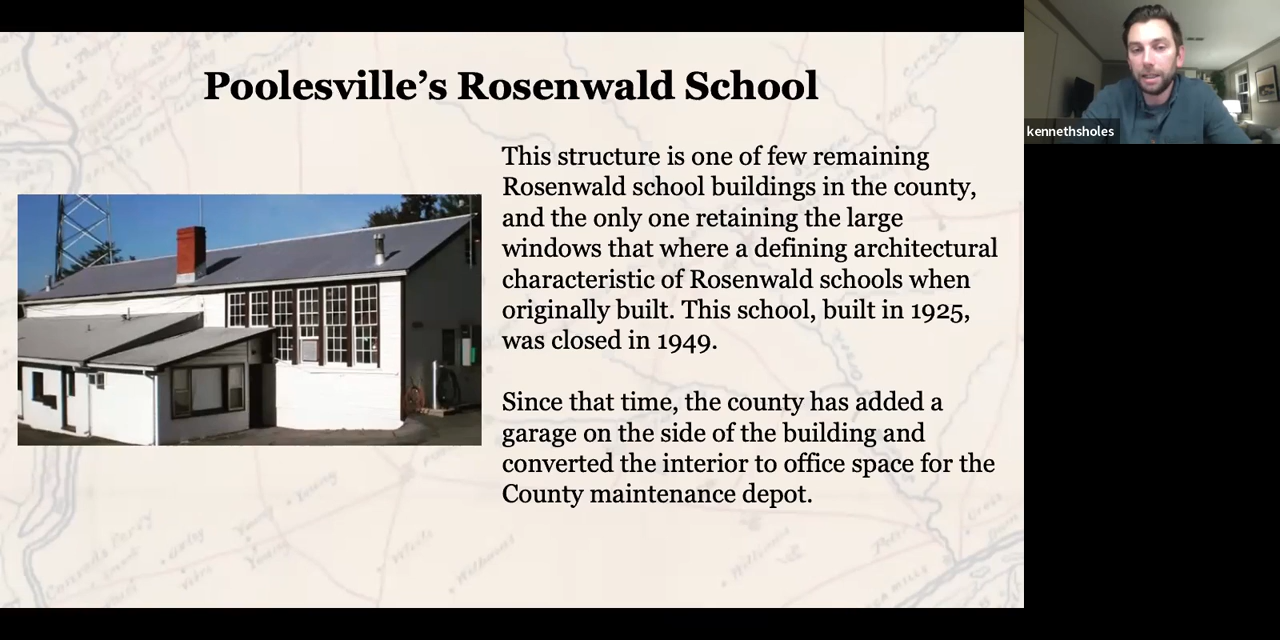 Poolesville’s Rosenwald School
kennethsholes
This structure is one of few remaining
Rosenwald school buildings in the county,
and the only one retaining the large
windows that where a defining architectural
characteristic of Rosenwald schools when
originally built. This school, built in 1925,
was closed in 1949.
Since that time, the county has added a
garage on the side of the building and
converted the interior to office space for the
County maintenance depot.